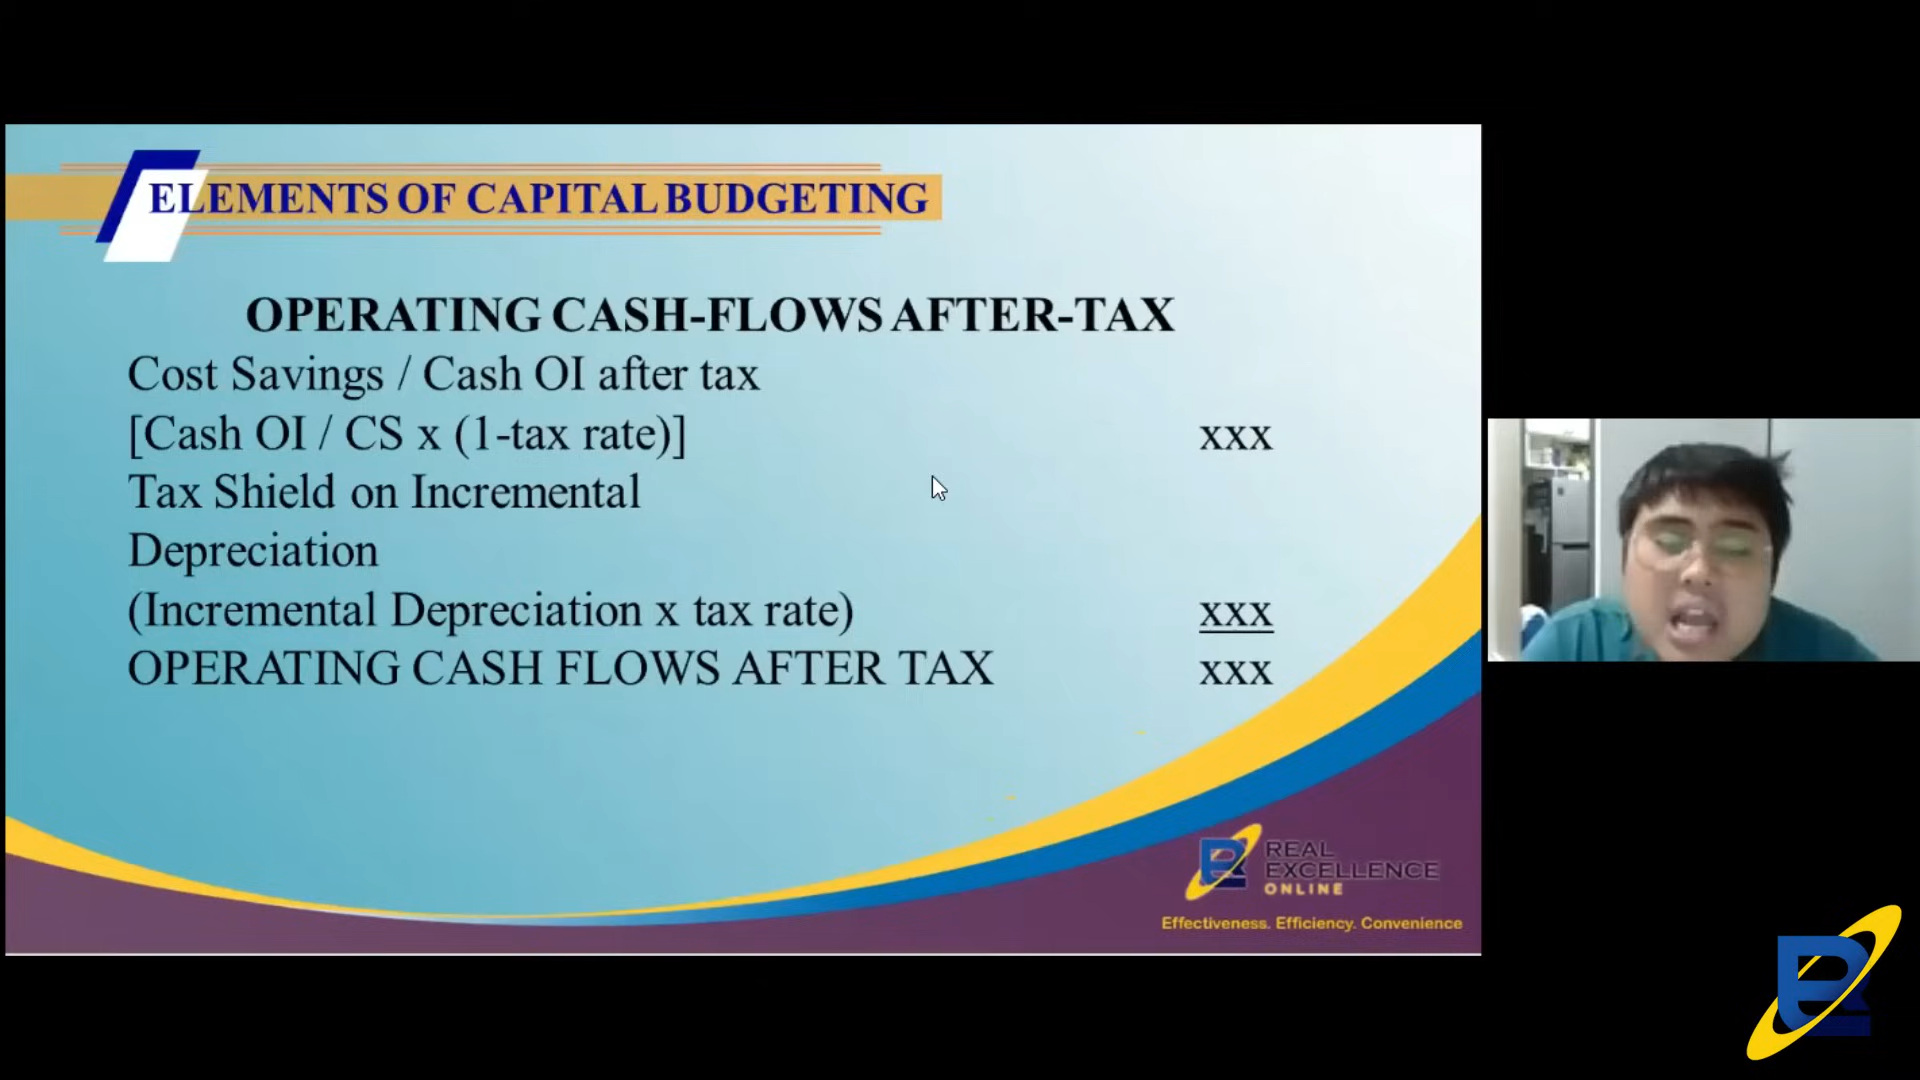 ELEMENTS OF CAPITAL BUDGETING
OPERATING CASH-FLOWS AFTER-TAX
Cost Savings / Cash OI after tax
[Cash OI / CS x (1-tax rate)] xxx
Tax Shield on Incremental
Depreciation
(Incremental Depreciation x tax rate) xxx
OPERATING CASH FLOWS AFTER TAX xxx
REAL
EXCELLENCE
ONLINE
Effectiveness. Efficiency. Convenience